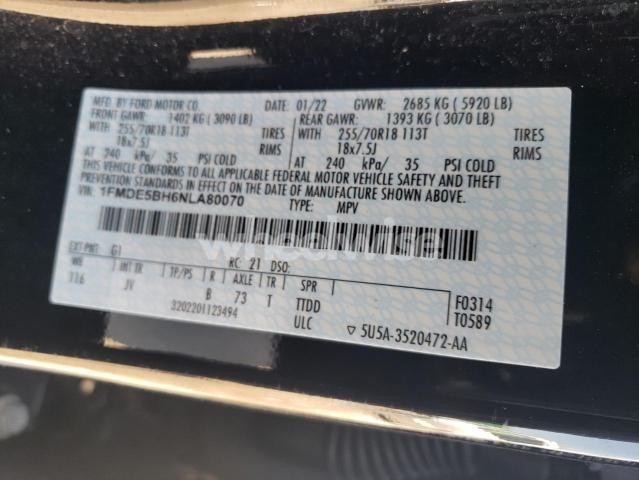 MFD. BY FORD MOTOR CO. DATE: 01/22 GVWR: 2685 KG ( 5920 LB)
FRONT GAWR: 1402 KG ( 3090 LB) REAR GAWR: 1393 KG ( 3070 LB)
WITH 255/70R18 113T TIRES WITH 255/70R18 113T TIRES
18x7.5J RIMS 18x7.5J RIMS
AT 240 kPa/ 35 PSI COLD AT 240 kPa/ 35 PSI COLD
THIS VEHICLE CONFORMS TO ALL APPLICABLE FEDERAL MOTOR VEHICLE SAFETY AND THEFT
PREVENTION STANDARDS IN EFFECT ON THE DATE OF MANUFACTURE SHOWN ABOVE.
VIN: 1FMDE5BH6NLA80070 TYPE: MPV
wheelwise
EXT PNT: G1 RC: 21 DSO:
WB INT TR TP/PS R AXLE TR SPR
116 JV B 73 T TTDD
F0314
T0589
3202201123494 ULC 5U5A-3520472-AA